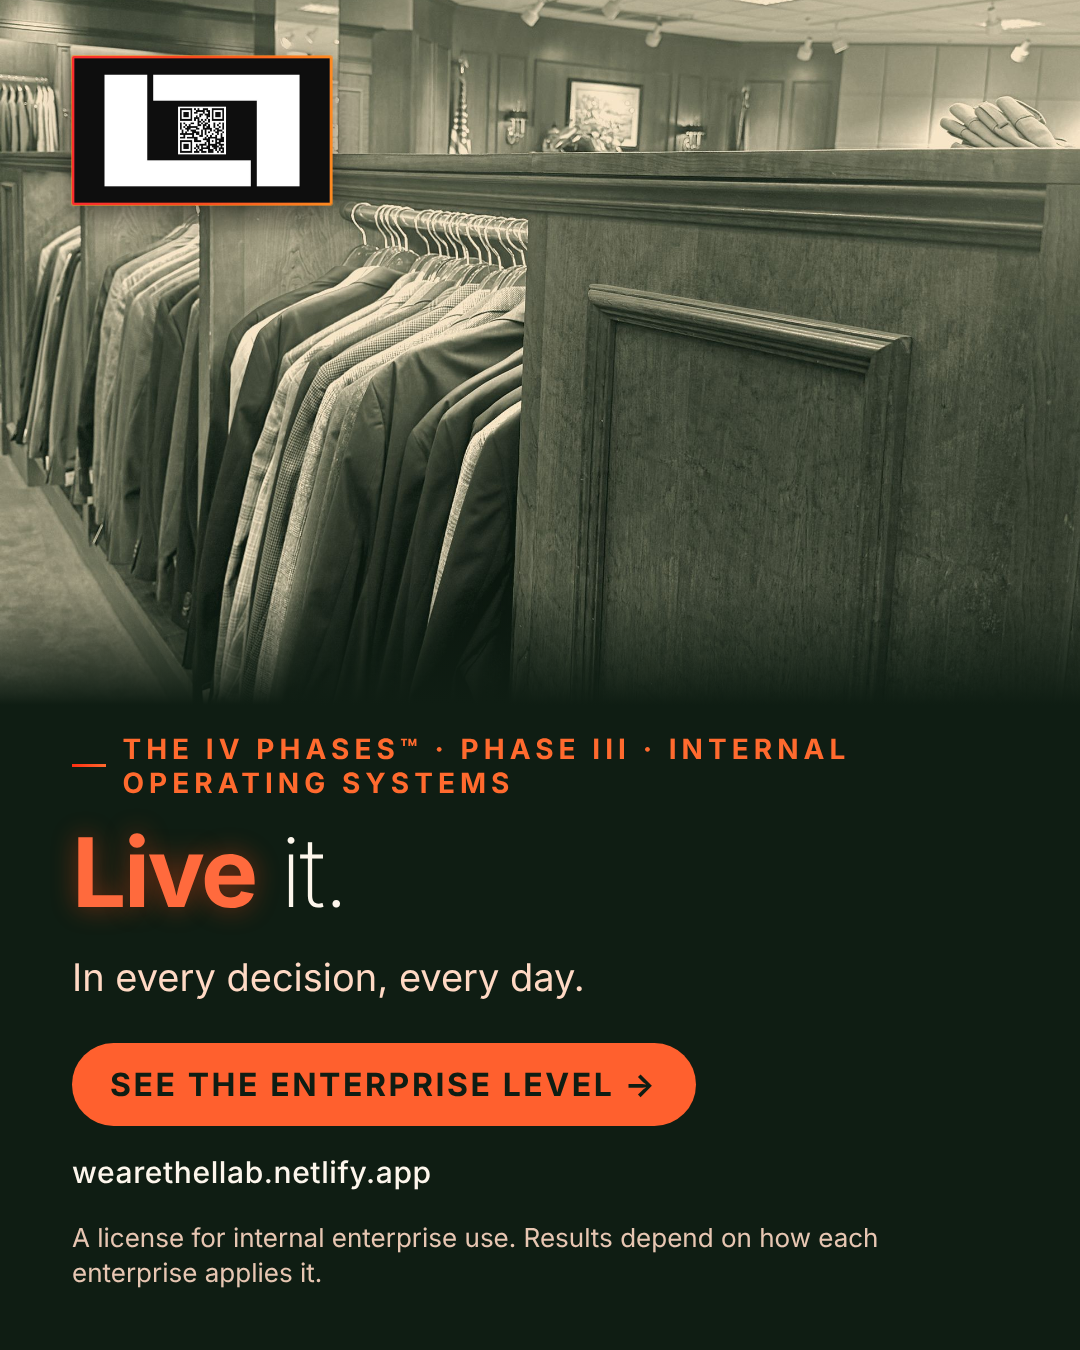 THE IV PHASES™ · PHASE III · INTERNAL
OPERATING SYSTEMS
Live it.
In every decision, every day.
SEE THE ENTERPRISE LEVEL →
wearethellab.netlify.app
A license for internal enterprise use. Results depend on how each
enterprise applies it.